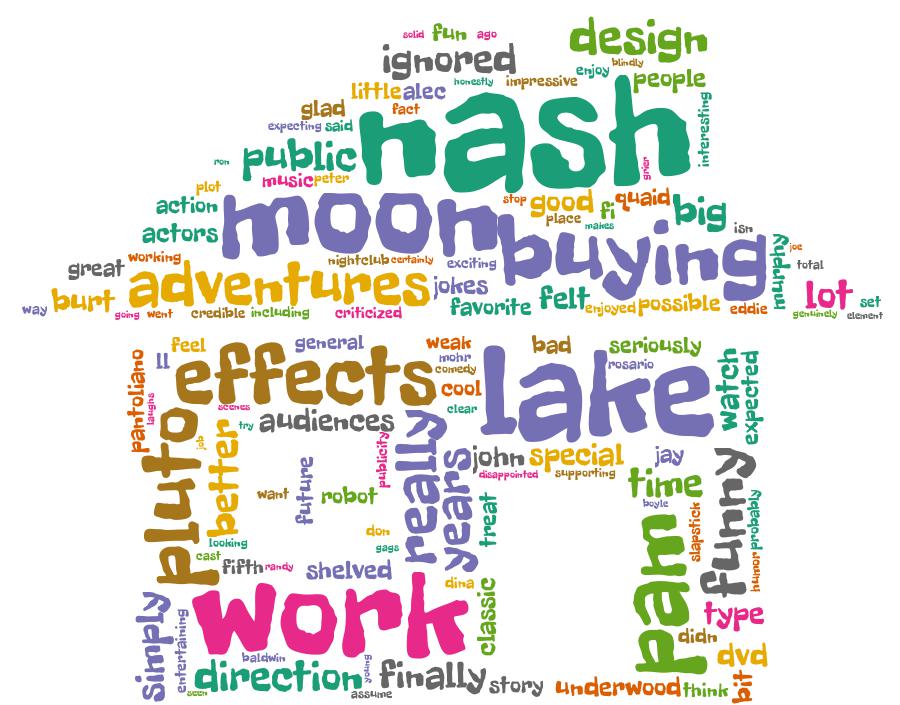 solid fun ago design
ignored
blindly
honestly impressive enjoy people
little alec
glad fact
nash
interesting
expecting said
ron public
grier
music peter
plot
action moon stop good fi quaid big
place makes isn
actors
buying murphy joe
great working nightclub certainly exciting total
adventures jokes
way burt favorite felt enjoyed possible eddie lot set
going went credible including criticized genuinely element
pantoliano ll feel general weak bad seriously
mohr rosario
effects comedy lake watch
laughs cool expected
scenes clear
pluto job better try audiences publicity really years
john special jay funny
disappointed supporting
want future robot treat time
boyle
pam slapstick probably
don
looking gags
cast fifth randy shelved dina humor
simply work classic type
entertaining didn
baldwin young dvd
seen direction assume finally story underwood think bit